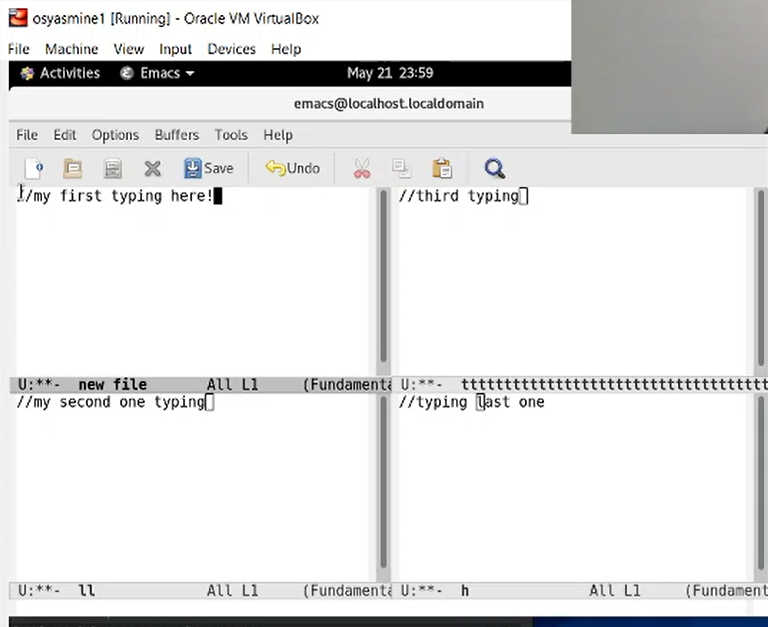 osyasmine1 [Running] - Oracle VM VirtualBox
File Machine View Input Devices Help
Activities Emacs May 21 23:59
emacs@localhost.localdomain
File Edit Options Buffers Tools Help
Save Undo
//my first typing here!
//third typing
U:**- new file All L1 (Fundamenta
U:**- tttttttttttttttttttttttttttttttttttt
//my second one typing
//typing last one
U:**- ll All L1 (Fundamenta
U:**- h All L1 (Fundament